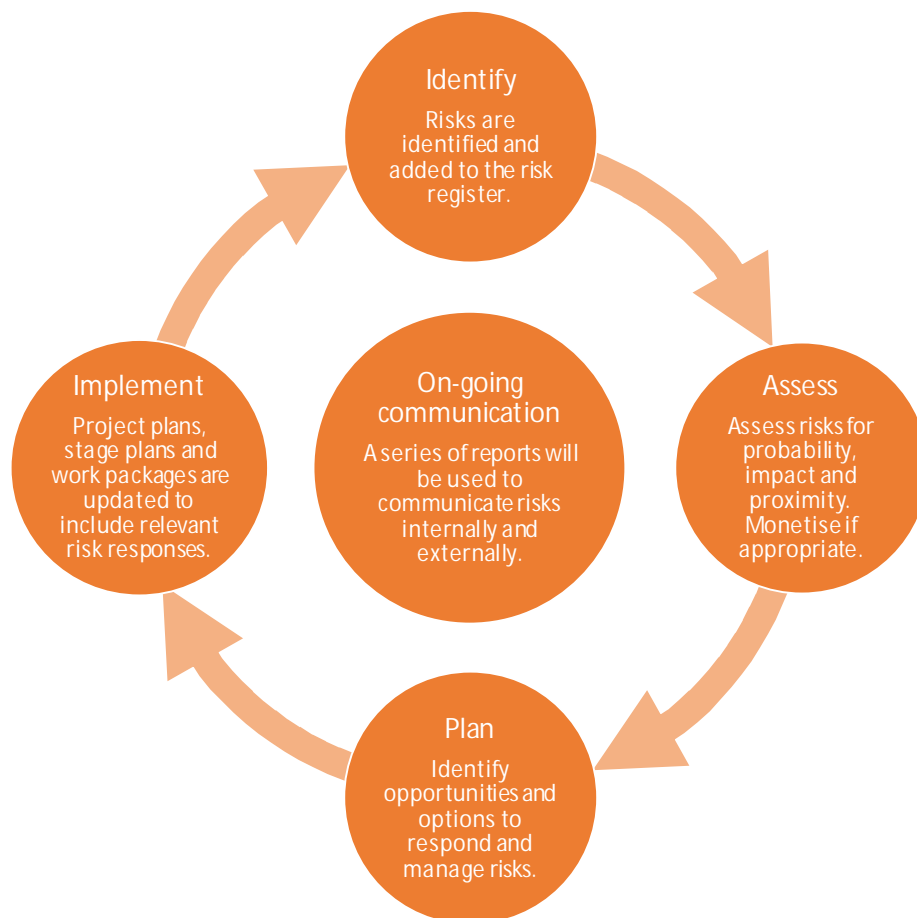 Identify
Risks are
identified and
added to the risk
register.
Implement
Project plans,
stage plans and
work packages are
updated to
include relevant
risk responses.
On-going
communication
A series of reports will
be used to
communicate risks
internally and
externally.
Assess
Assess risks for
probability,
impact and
proximity.
Monetise if
appropriate.
Plan
Identify
opportunities and
options to
respond and
manage risks.